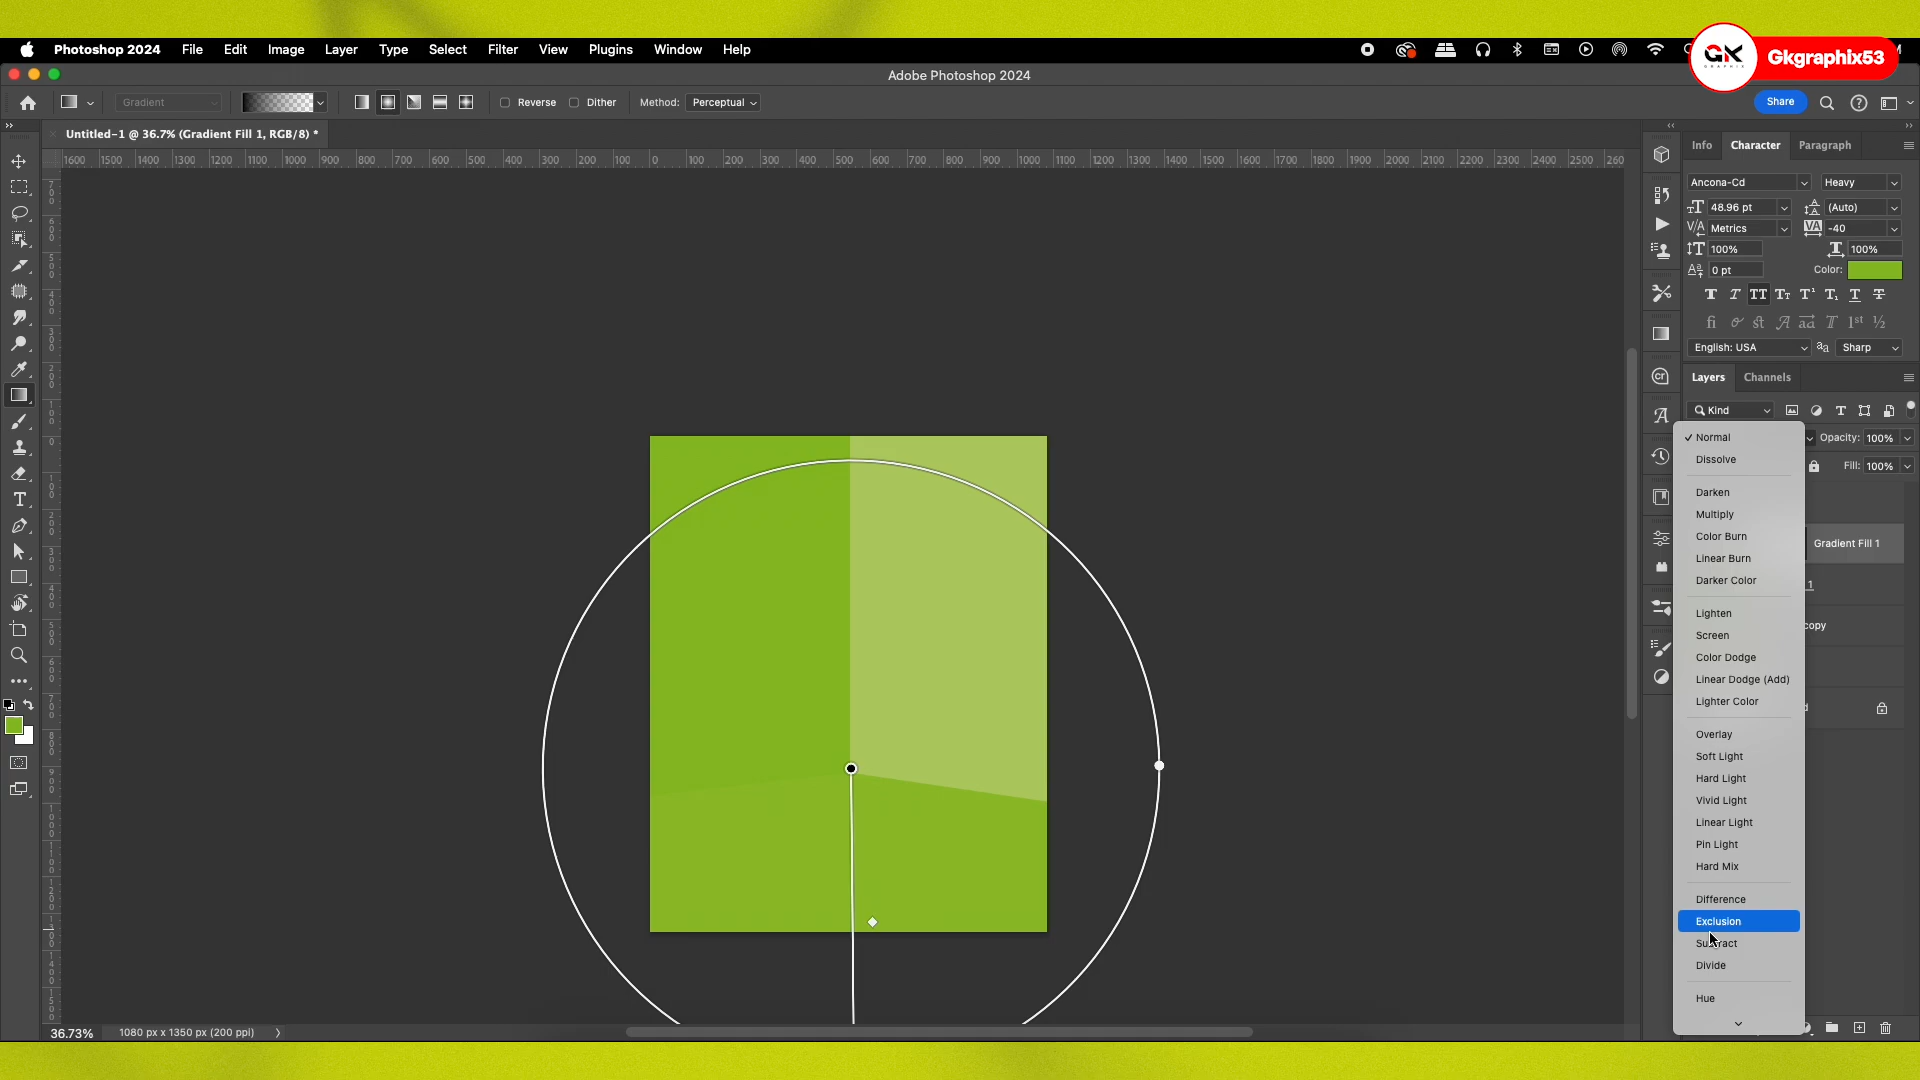 Photoshop 2024 File Edit Image Layer Type Select Filter View Plugins Window Help
GK
GRAPHIX
Gkgraphix53
Adobe Photoshop 2024
Gradient Reverse Dither Method: Perceptual Share
Untitled-1 @ 36.7% (Gradient Fill 1, RGB/8) *
1600 1500 1400 1300 1200 1100 1000 900 800 700 600 500 400 300 200 100 0 100 200 300 400 500 600 700 800 900 1000 1100 1200 1300 1400 1500 1600 1700 1800 1900 2000 2100 2200 2300 2400 2500 260
Info Character Paragraph
Ancona-Cd Heavy
48.96 pt (Auto)
Metrics -40
100% 100%
0 pt Color:
English: USA Sharp
Layers Channels
Kind
Normal Opacity: 100%
Fill: 100%
Dissolve
Darken
Multiply
Color Burn
Gradient Fill 1
Linear Burn
Darker Color
1
Lighten
copy
Screen
Color Dodge
Linear Dodge (Add)
Lighter Color
d
Overlay
Soft Light
Hard Light
Vivid Light
Linear Light
Pin Light
Hard Mix
Difference
Exclusion
Subtract
Divide
Hue
36.73% 1080 px x 1350 px (200 ppi)